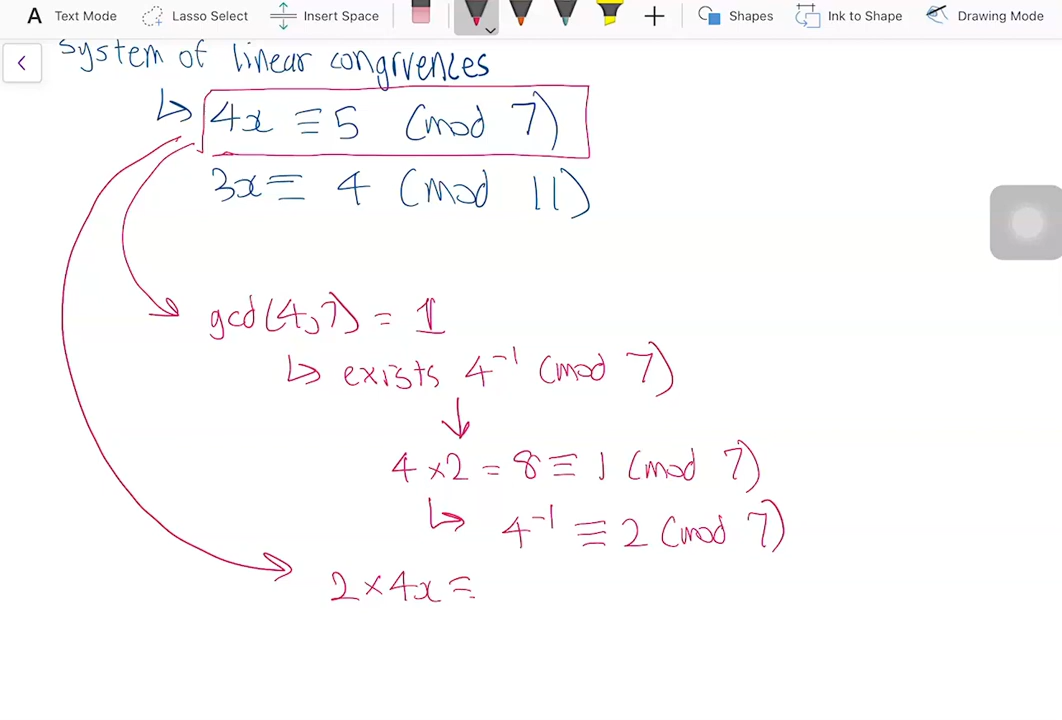 A Text Mode Lasso Select Insert Space Shapes Ink to Shape Drawing Mode
System of linear congruences
4x ≡ 5 (mod 7)
3x ≡ 4 (mod 11)
gcd(4,7) = 1
exists 4⁻¹ (mod 7)
4 × 2 = 8 ≡ 1 (mod 7)
4⁻¹ ≡ 2 (mod 7)
2 × 4x ≡